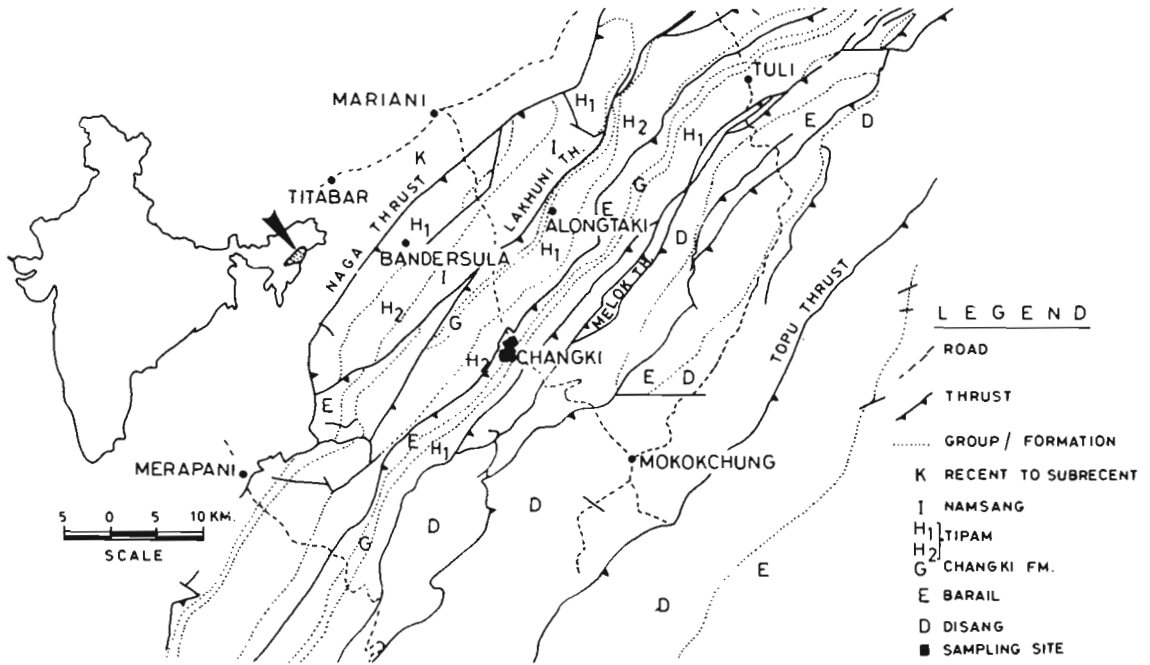 MARIANI
TULI
TITABAR
K
H1
H2
H1
I
E
D
NAGA THRUST
LAKHUNI TH.
G
E
ALONGTAKI
H1
BANDERSULA
I
H1
D
H2
G
MELOK TH.
TOPU THRUST
H2
CHANGKI
E
D
E
E
H1
MERAPANI
MOKOKCHUNG
D
D
G
E
D
5 0 5 10 KM.
SCALE
LEGEND
ROAD
THRUST
GROUP/ FORMATION
K RECENT TO SUBRECENT
I NAMSANG
H1
H2 TIPAM
G CHANGKI FM.
E BARAIL
D DISANG
SAMPLING SITE